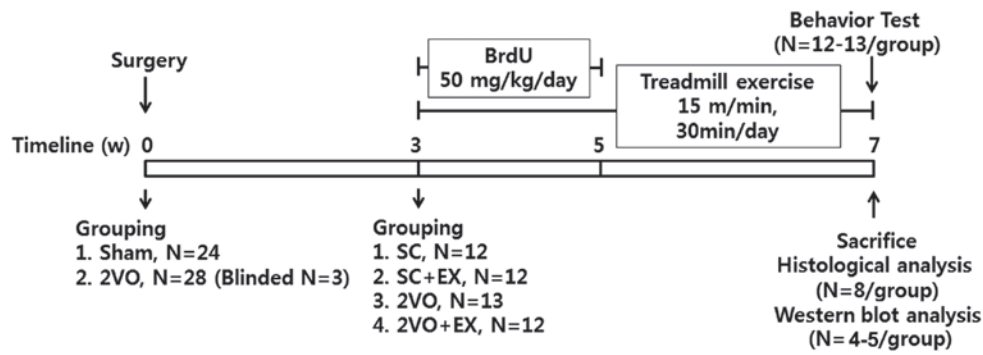 Behavior Test
(N=12-13/group)
Surgery
BrdU
50 mg/kg/day
Treadmill exercise
15 m/min,
30min/day
Timeline (w) 0 3 5 7
Grouping
1. Sham, N=24
2. 2VO, N=28 (Blinded N=3)
Grouping
1. SC, N=12
2. SC+EX, N=12
3. 2VO, N=13
4. 2VO+EX, N=12
Sacrifice
Histological analysis
(N=8/group)
Western blot analysis
(N= 4-5/group)